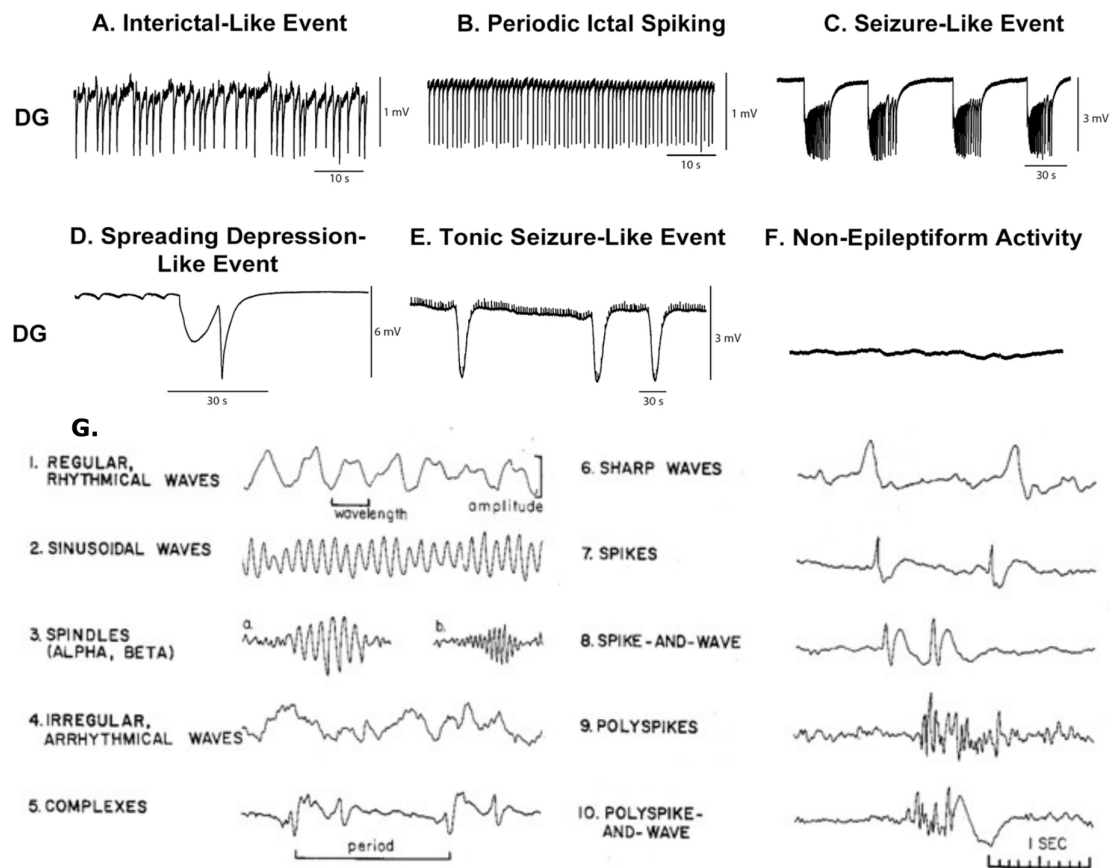 A. Interictal-Like Event
B. Periodic Ictal Spiking
C. Seizure-Like Event
DG
1 mV
10 s
1 mV
10 s
3 mV
30 s
D. Spreading Depression-
Like Event
E. Tonic Seizure-Like Event
F. Non-Epileptiform Activity
DG
6 mV
30 s
3 mV
30 s
G.
1. REGULAR,
RHYTHMICAL WAVES
wavelength
amplitude
2. SINUSOIDAL WAVES
3. SPINDLES
(ALPHA, BETA)
a.
b.
4. IRREGULAR,
ARRHYTHMICAL WAVES
5. COMPLEXES
period
6. SHARP WAVES
7. SPIKES
8. SPIKE-AND-WAVE
9. POLYSPIKES
10. POLYSPIKE-
AND-WAVE
1 SEC